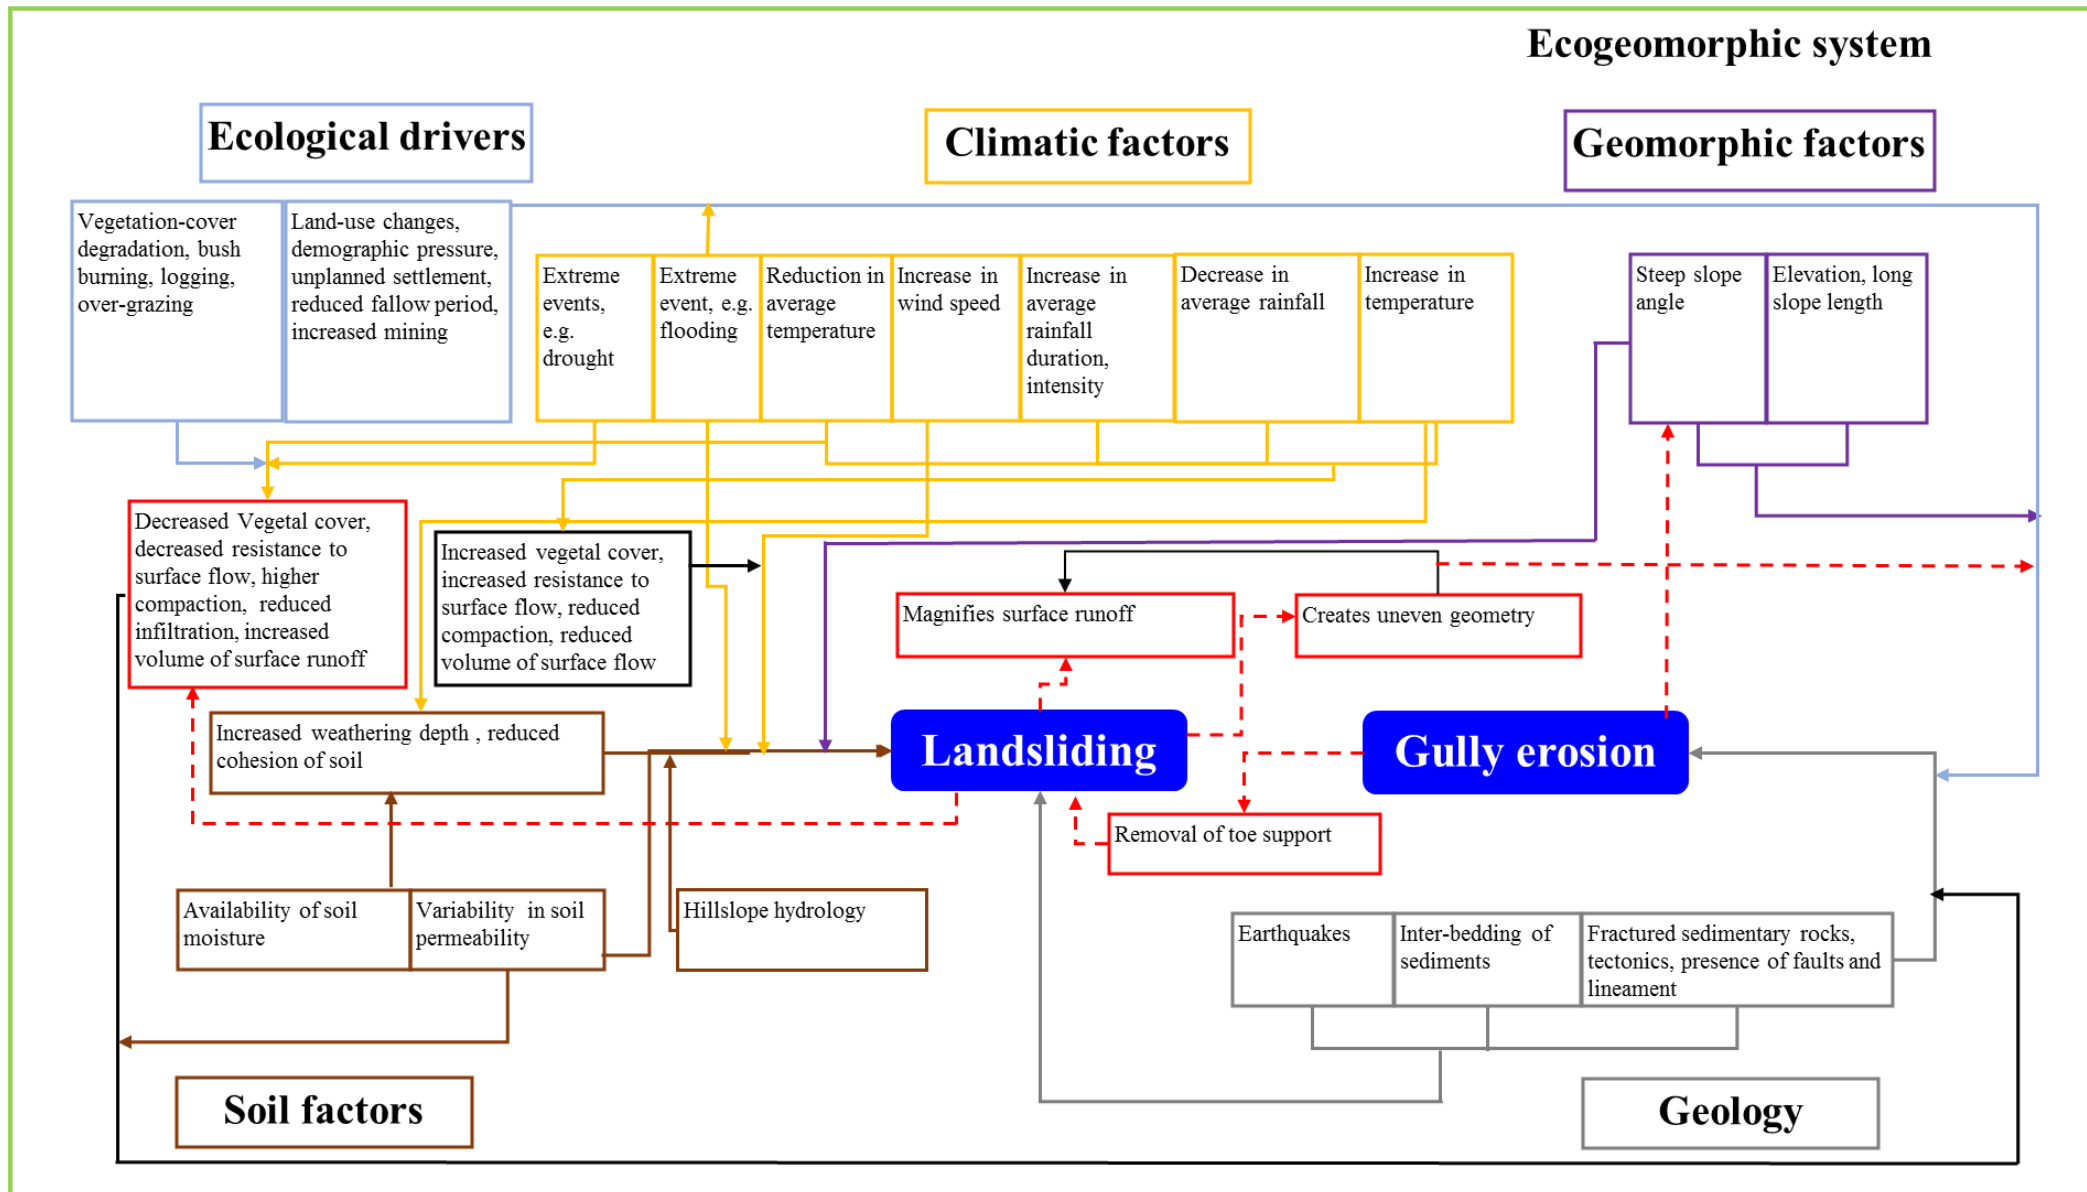 Ecogeomorphic system
Ecological drivers
Climatic factors
Geomorphic factors
Vegetation-cover
degradation, bush
burning, logging,
over-grazing
Land-use changes,
demographic pressure,
unplanned settlement,
reduced fallow period,
increased mining
Extreme
events,
e.g.
drought
Extreme
event, e.g.
flooding
Reduction in
average
temperature
Increase in
wind speed
Increase in
average
rainfall
duration,
intensity
Decrease in
average rainfall
Increase in
temperature
Steep slope
angle
Elevation, long
slope length
Decreased Vegetal cover,
decreased resistance to
surface flow, higher
compaction, reduced
infiltration, increased
volume of surface runoff
Increased vegetal cover,
increased resistance to
surface flow, reduced
compaction, reduced
volume of surface flow
Magnifies surface runoff
Creates uneven geometry
Increased weathering depth , reduced
cohesion of soil
Landsliding
Gully erosion
Removal of toe support
Availability of soil
moisture
Variability in soil
permeability
Hillslope hydrology
Earthquakes
Inter-bedding of
sediments
Fractured sedimentary rocks,
tectonics, presence of faults and
lineament
Soil factors
Geology